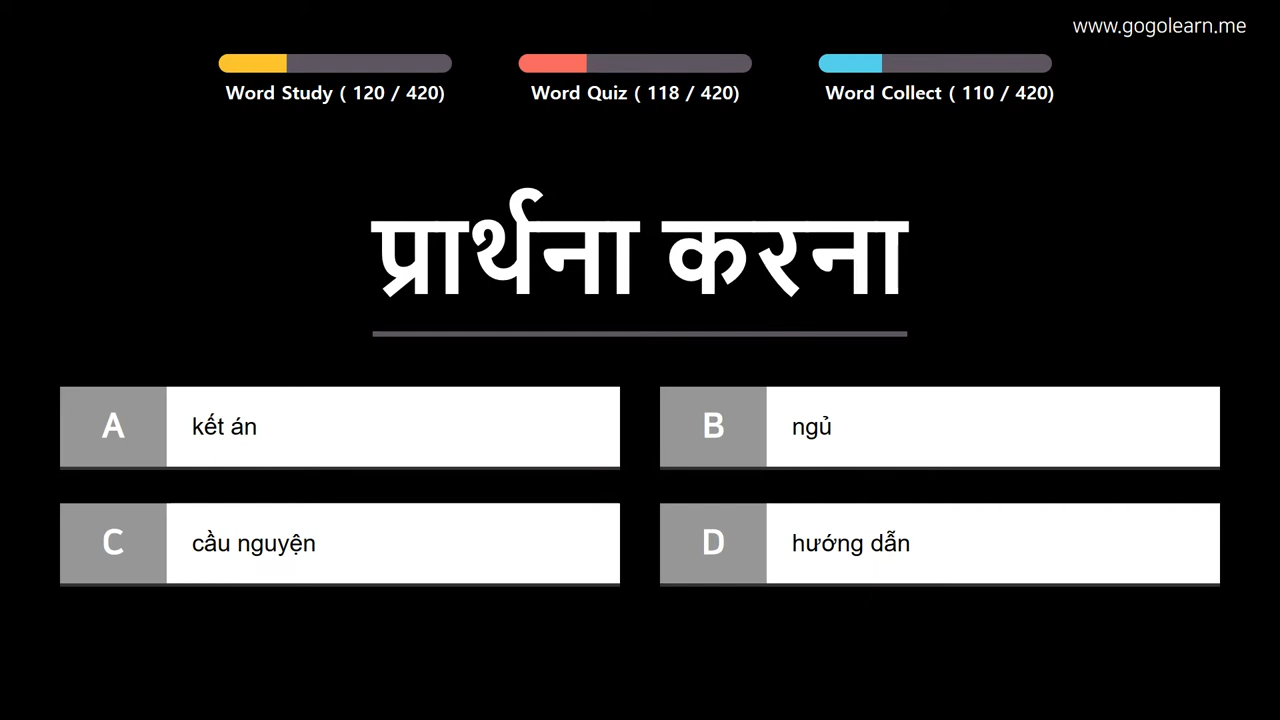 www.gogolearn.me
Word Study ( 120 / 420)
Word Quiz ( 118 / 420)
Word Collect ( 110 / 420)
प्रार्थना करना
A kết án
B ngủ
C cầu nguyện
D hướng dẫn